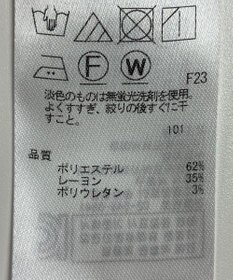 F
W
F23
淡色のものは無蛍光洗剤を使用。
よくすすぎ、絞りの後すぐに干
すこと。
101
品質
ポリエステル 62%
レーヨン 35%
ポリウレタン 3%